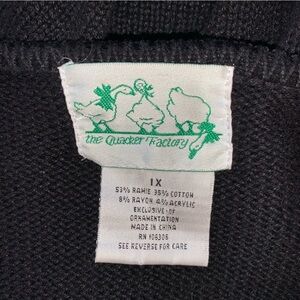 the Quacker Factory
1X
53% RAMIE 35% COTTON
8% RAYON 4% ACRYLIC
EXCLUSIVE OF
ORNAMENTATION
MADE IN CHINA
RN 106306
SEE REVERSE FOR CARE